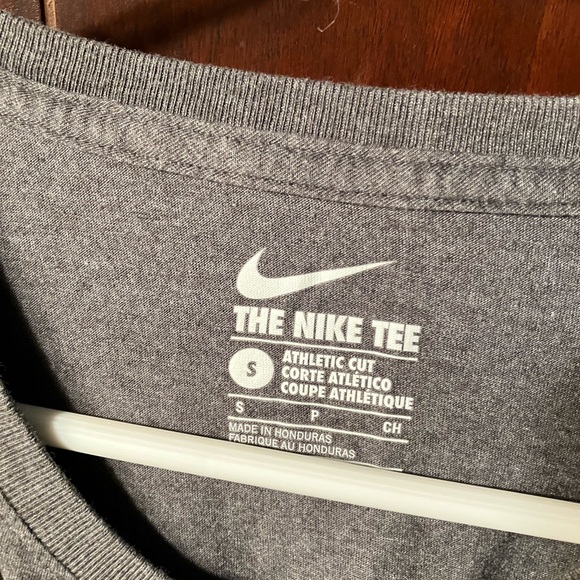 THE NIKE TEE
S
ATHLETIC CUT
CORTE ATLÉTICO
COUPE ATHLÉTIQUE
S P CH
MADE IN HONDURAS
FABRIQUE AU HONDURAS